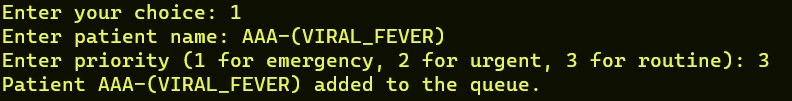 Enter your choice: 1
Enter patient name: AAA-(VIRAL_FEVER)
Enter priority (1 for emergency, 2 for urgent, 3 for routine): 3
Patient AAA-(VIRAL_FEVER) added to the queue.